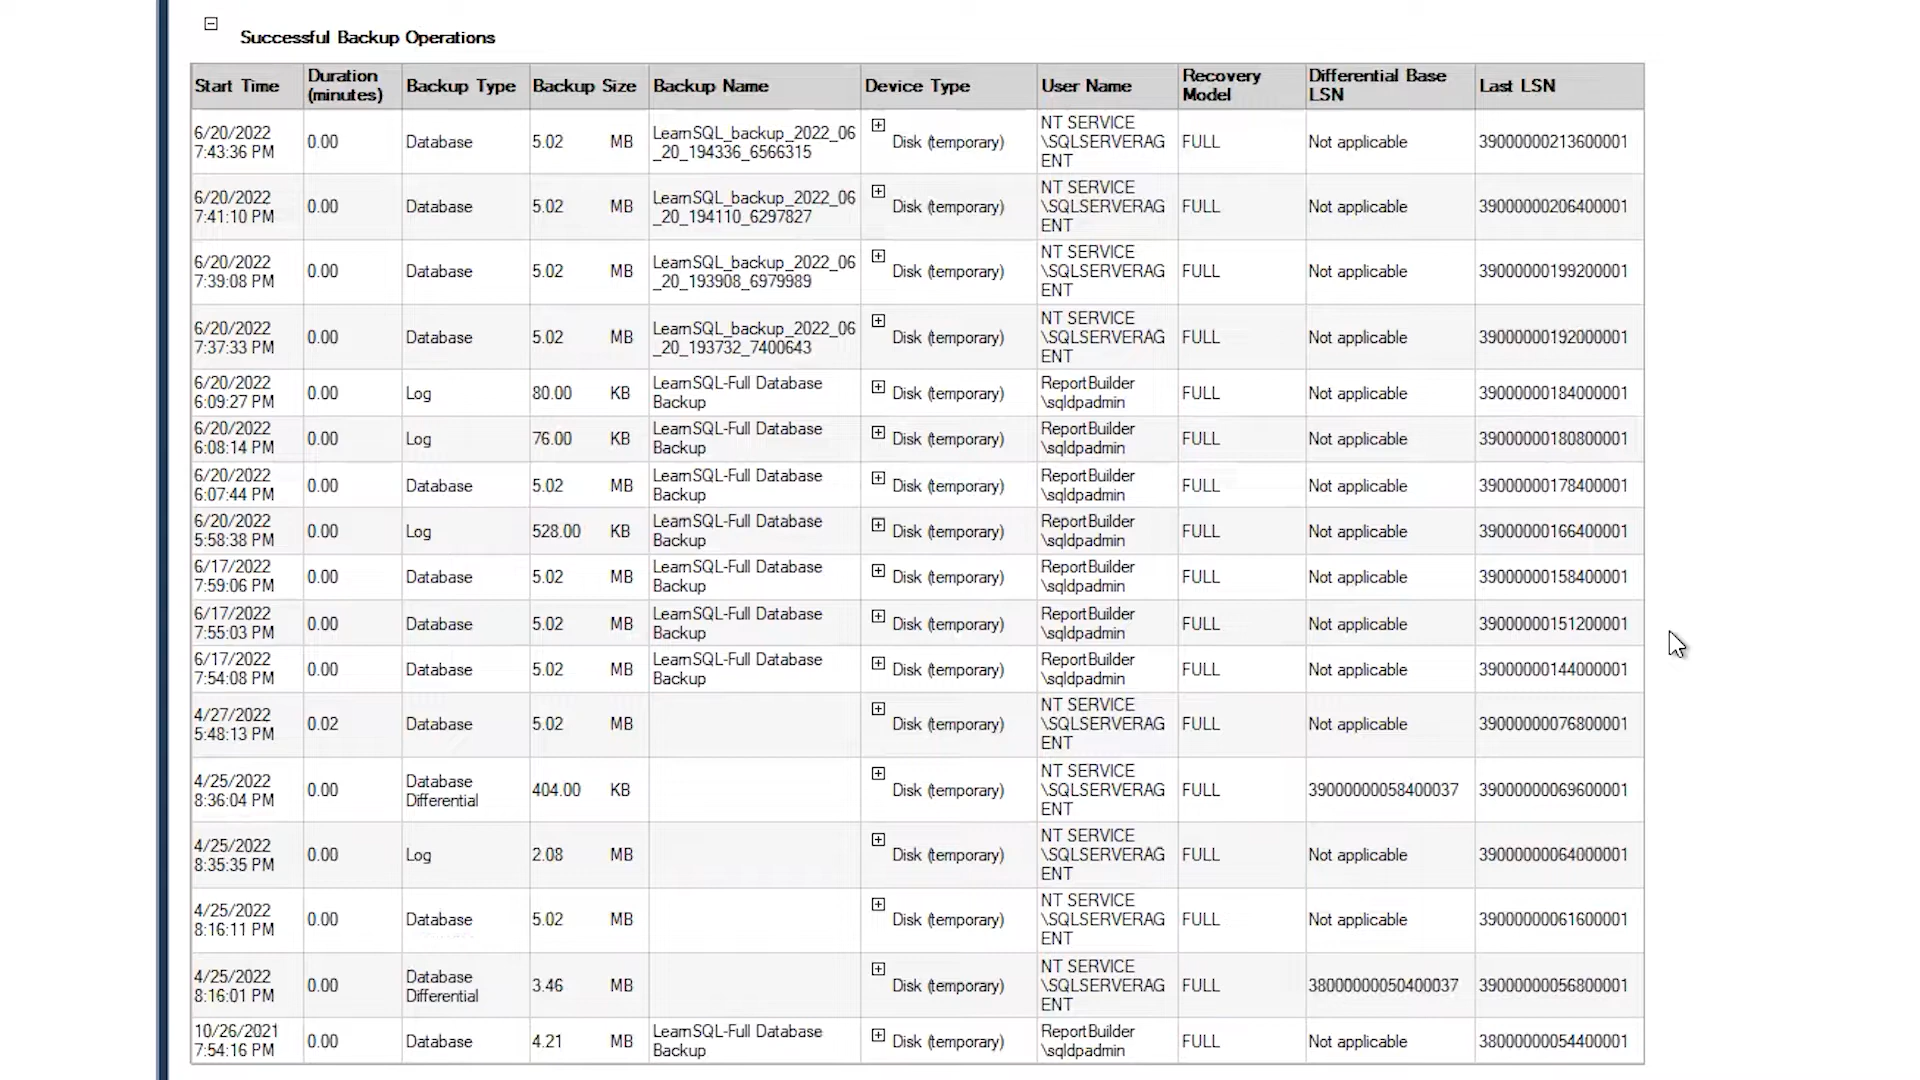 Successful Backup Operations
Start Time Duration (minutes) Backup Type Backup Size Backup Name Device Type User Name Recovery Model Differential Base LSN Last LSN
6/20/2022 7:43:36 PM 0.00 Database 5.02 MB LearnSQL_backup_2022_06_20_194336_6566315 Disk (temporary) NT SERVICE\SQLSERVERAGENT FULL Not applicable 39000000213600001
6/20/2022 7:41:10 PM 0.00 Database 5.02 MB LearnSQL_backup_2022_06_20_194110_6297827 Disk (temporary) NT SERVICE\SQLSERVERAGENT FULL Not applicable 39000000206400001
6/20/2022 7:39:08 PM 0.00 Database 5.02 MB LearnSQL_backup_2022_06_20_193908_6979989 Disk (temporary) NT SERVICE\SQLSERVERAGENT FULL Not applicable 39000000199200001
6/20/2022 7:37:33 PM 0.00 Database 5.02 MB LearnSQL_backup_2022_06_20_193732_7400643 Disk (temporary) NT SERVICE\SQLSERVERAGENT FULL Not applicable 39000000192000001
6/20/2022 6:09:27 PM 0.00 Log 80.00 KB LearnSQL-Full Database Backup Disk (temporary) ReportBuilder\sqldpadmin FULL Not applicable 39000000184000001
6/20/2022 6:08:14 PM 0.00 Log 76.00 KB LearnSQL-Full Database Backup Disk (temporary) ReportBuilder\sqldpadmin FULL Not applicable 39000000180800001
6/20/2022 6:07:44 PM 0.00 Database 5.02 MB LearnSQL-Full Database Backup Disk (temporary) ReportBuilder\sqldpadmin FULL Not applicable 39000000178400001
6/20/2022 5:58:38 PM 0.00 Log 528.00 KB LearnSQL-Full Database Backup Disk (temporary) ReportBuilder\sqldpadmin FULL Not applicable 39000000166400001
6/17/2022 7:59:06 PM 0.00 Database 5.02 MB LearnSQL-Full Database Backup Disk (temporary) ReportBuilder\sqldpadmin FULL Not applicable 39000000158400001
6/17/2022 7:55:03 PM 0.00 Database 5.02 MB LearnSQL-Full Database Backup Disk (temporary) ReportBuilder\sqldpadmin FULL Not applicable 39000000151200001
6/17/2022 7:54:08 PM 0.00 Database 5.02 MB LearnSQL-Full Database Backup Disk (temporary) ReportBuilder\sqldpadmin FULL Not applicable 39000000144000001
4/27/2022 5:48:13 PM 0.02 Database 5.02 MB Disk (temporary) NT SERVICE\SQLSERVERAGENT FULL Not applicable 39000000076800001
4/25/2022 8:36:04 PM 0.00 Database Differential 404.00 KB Disk (temporary) NT SERVICE\SQLSERVERAGENT FULL 39000000058400037 39000000069600001
4/25/2022 8:35:35 PM 0.00 Log 2.08 MB Disk (temporary) NT SERVICE\SQLSERVERAGENT FULL Not applicable 39000000064000001
4/25/2022 8:16:11 PM 0.00 Database 5.02 MB Disk (temporary) NT SERVICE\SQLSERVERAGENT FULL Not applicable 39000000061600001
4/25/2022 8:16:01 PM 0.00 Database Differential 3.46 MB Disk (temporary) NT SERVICE\SQLSERVERAGENT FULL 38000000050400037 39000000056800001
10/26/2021 7:54:16 PM 0.00 Database 4.21 MB LearnSQL-Full Database Backup Disk (temporary) ReportBuilder\sqldpadmin FULL Not applicable 38000000054400001